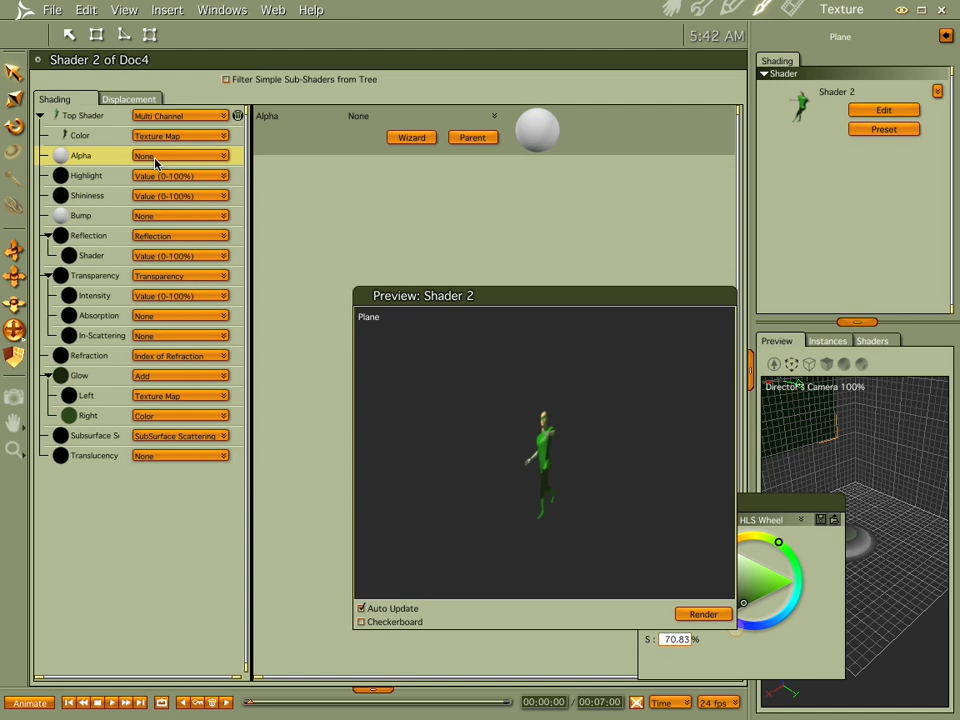 File Edit View Insert Windows Web Help
Texture
5:42 AM
Plane
Shader 2 of Doc4
Filter Simple Sub-Shaders from Tree
Shading Displacement
Top Shader Multi Channel
Color Texture Map
Alpha None
Highlight Value (0-100%)
Shininess Value (0-100%)
Bump None
Reflection Reflection
Shader Value (0-100%)
Transparency Transparency
Intensity Value (0-100%)
Absorption None
In-Scattering None
Refraction Index of Refraction
Glow Add
Left Texture Map
Right Color
Subsurface S SubSurface Scattering
Translucency None
Alpha None
Wizard Parent
Preview: Shader 2
Plane
Auto Update
Checkerboard
Render
HLS Wheel
S : 70.83 %
Shading
Shader
Shader 2
Edit
Preset
Preview Instances Shaders
Director's Camera 100%
Animate
00:00:00 / 00:07:00
Time
24 fps